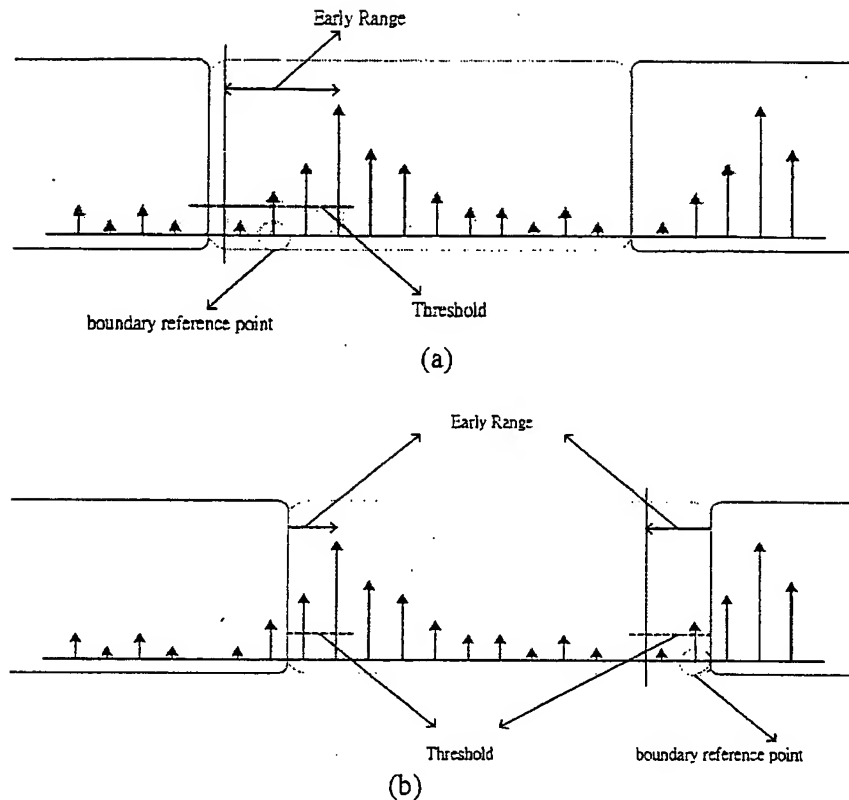 Early Range
boundary reference point
Threshold
(a)
Early Range
Threshold
boundary reference point
(b)